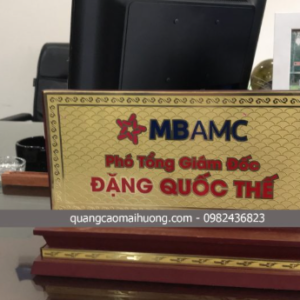 MBAMC
Phó Tổng Giám Đốc
ĐẶNG QUỐC THẾ
quangcaomaihuong.com - 0982436823